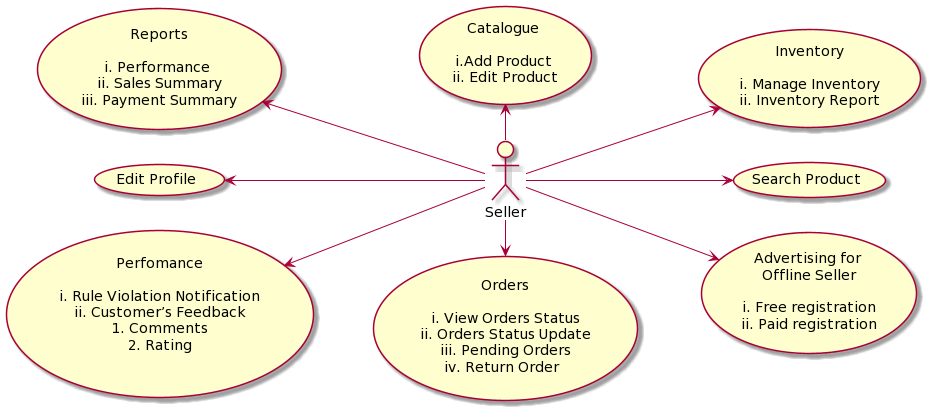 Reports
i. Performance
ii. Sales Summary
iii. Payment Summary
Catalogue
i.Add Product
ii. Edit Product
Inventory
i. Manage Inventory
ii. Inventory Report
Edit Profile
Seller
Search Product
Perfomance
i. Rule Violation Notification
ii. Customer’s Feedback
1. Comments
2. Rating
Orders
i. View Orders Status
ii. Orders Status Update
iii. Pending Orders
iv. Return Order
Advertising for
Offline Seller
i. Free registration
ii. Paid registration